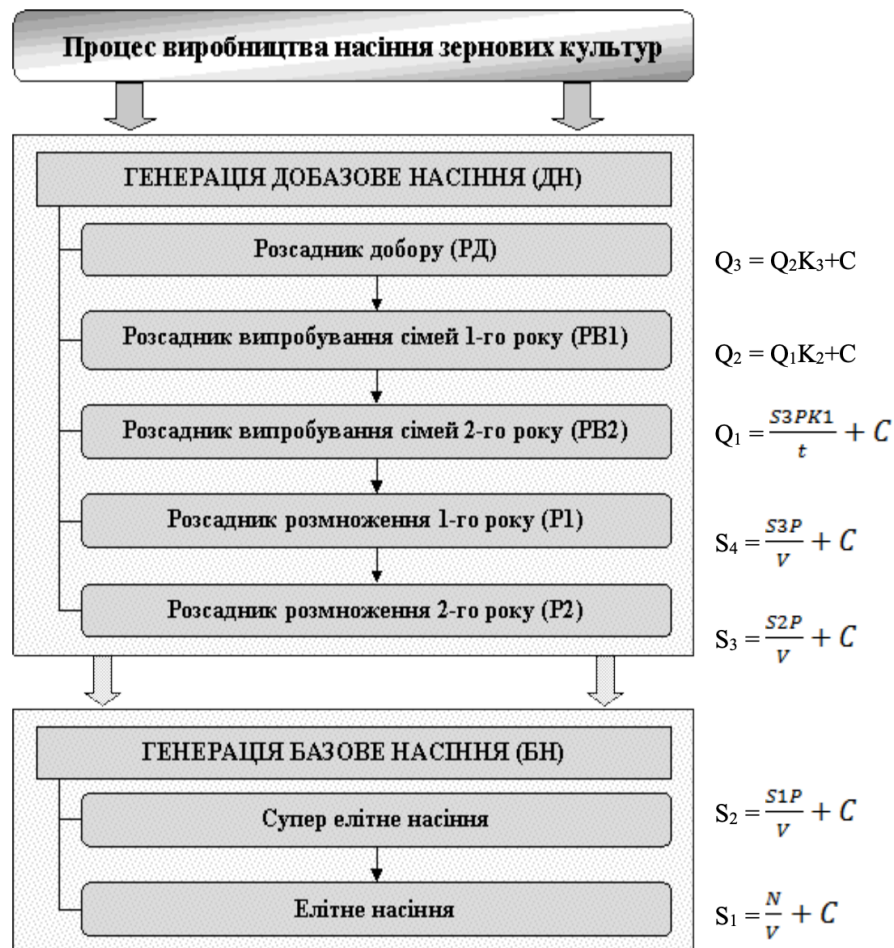 Процес виробництва насіння зернових культур
ГЕНЕРАЦІЯ ДОБАЗОВЕ НАСІННЯ (ДН)
Розсадник добору (РД)
Q₃ = Q₂K₃+C
Розсадник випробування сімей 1-го року (РВ1)
Q₂ = Q₁K₂+C
Розсадник випробування сімей 2-го року (РВ2)
Q₁ = S3PK1/t + C
Розсадник розмноження 1-го року (Р1)
S₄ = S3P/V + C
Розсадник розмноження 2-го року (Р2)
S₃ = S2P/V + C
ГЕНЕРАЦІЯ БАЗОВЕ НАСІННЯ (БН)
Супер елітне насіння
S₂ = S1P/V + C
Елітне насіння
S₁ = N/V + C